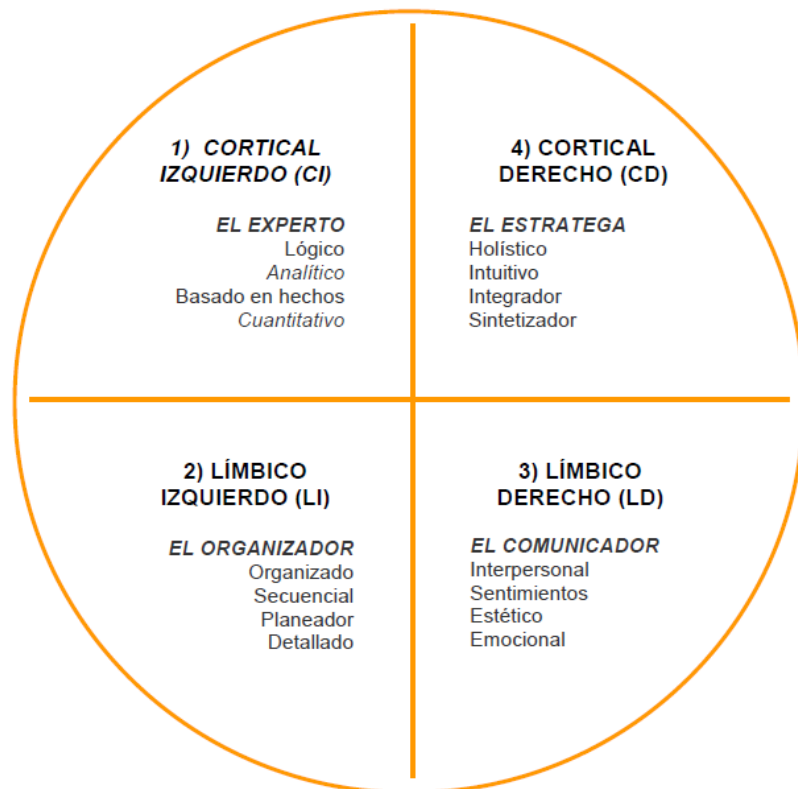 1) CORTICAL
IZQUIERDO (CI)
EL EXPERTO
Lógico
Analítico
Basado en hechos
Cuantitativo
4) CORTICAL
DERECHO (CD)
EL ESTRATEGA
Holístico
Intuitivo
Integrador
Sintetizador
2) LÍMBICO
IZQUIERDO (LI)
EL ORGANIZADOR
Organizado
Secuencial
Planeador
Detallado
3) LÍMBICO
DERECHO (LD)
EL COMUNICADOR
Interpersonal
Sentimientos
Estético
Emocional